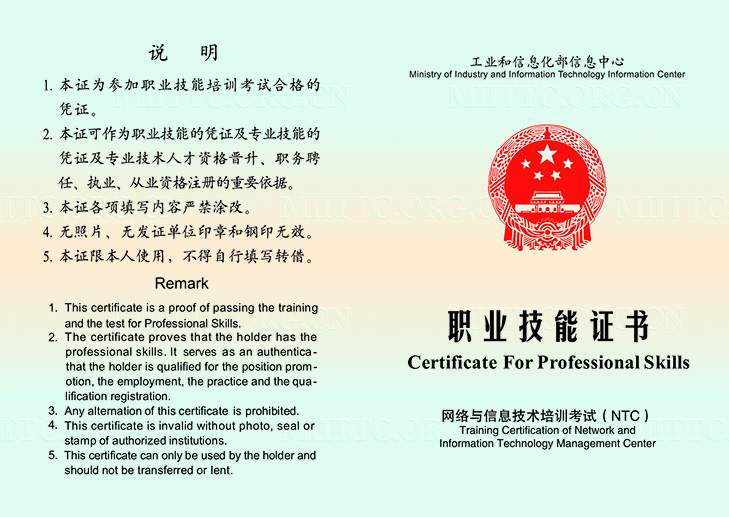 说 明
1. 本证为参加职业技能培训考试合格的
凭证。
2. 本证可作为职业技能的凭证及专业技能的
凭证及专业技术人才资格晋升、职务聘
任、执业、从业资格注册的重要依据。
3. 本证各项填写内容严禁涂改。
4. 无照片、无发证单位印章和钢印无效。
5. 本证限本人使用，不得自行填写转借。
Remark
1. This certificate is a proof of passing the training
and the test for Professional Skills.
2. The certificate proves that the holder has the
professional skills. It serves as an authentica-
that the holder is qualified for the position prom-
otion, the employment, the practice and the qua-
lification registration.
3. Any alternation of this certificate is prohibited.
4. This certificate is invalid without photo, seal or
stamp of authorized institutions.
5. This certificate can only be used by the holder and
should not be transferred or lent.
工业和信息化部信息中心
Ministry of Industry and Information Technology Information Center
职业技能证书
Certificate For Professional Skills
网络与信息技术培训考试（NTC）
Training Certification of Network and
Information Technology Management Center
MIITTC.ORG.CN